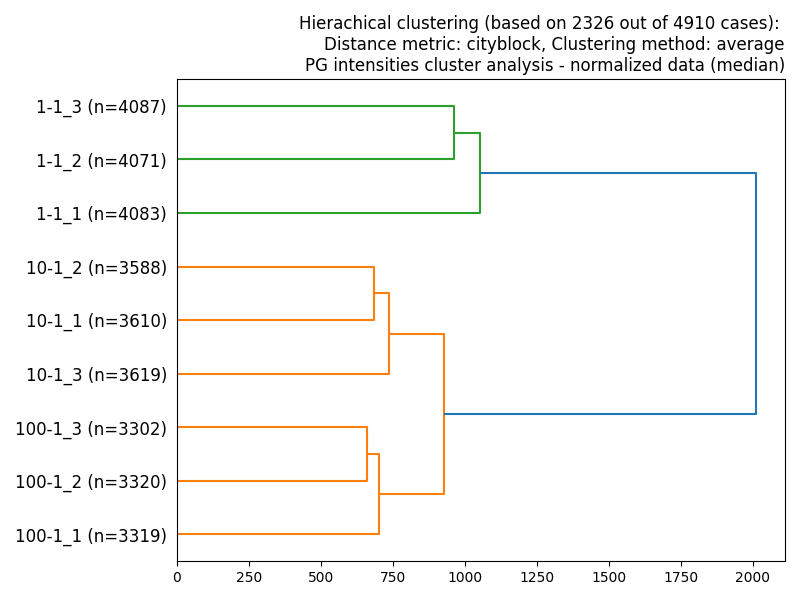 Hierachical clustering (based on 2326 out of 4910 cases):
Distance metric: cityblock, Clustering method: average
PG intensities cluster analysis - normalized data (median)
1-1_3 (n=4087)
1-1_2 (n=4071)
1-1_1 (n=4083)
10-1_2 (n=3588)
10-1_1 (n=3610)
10-1_3 (n=3619)
100-1_3 (n=3302)
100-1_2 (n=3320)
100-1_1 (n=3319)
0 250 500 750 1000 1250 1500 1750 2000